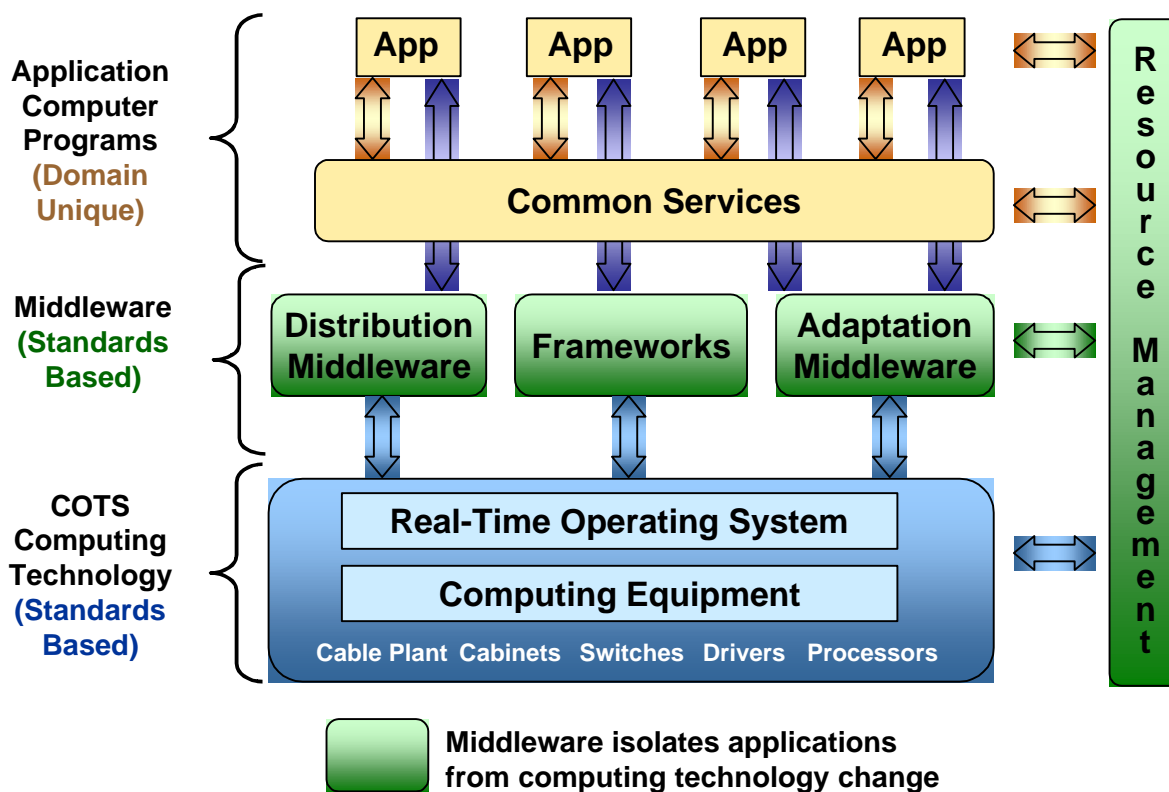 App
App
App
App
Application
Computer
Programs
(Domain
Unique)
Common Services
Middleware
(Standards
Based)
Distribution
Middleware
Frameworks
Adaptation
Middleware
COTS
Computing
Technology
(Standards
Based)
Real-Time Operating System
Computing Equipment
Cable Plant Cabinets Switches Drivers Processors
Resource Management
Middleware isolates applications
from computing technology change